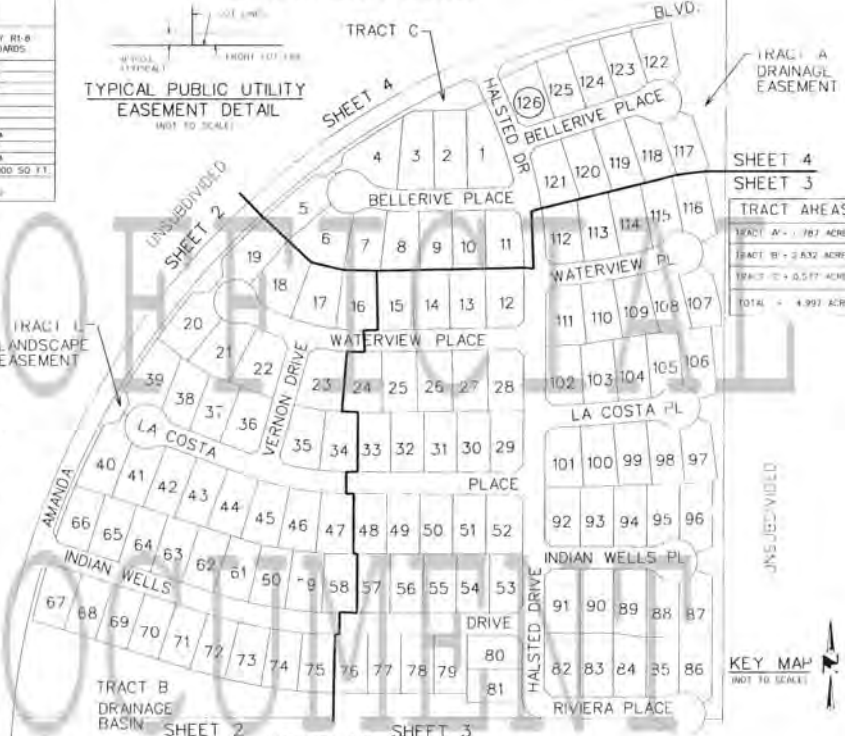 Y R1-8
TYPICAL PUBLIC UTILITY
EASEMENT DETAIL
(NOT TO SCALE)
TRACT C
SHEET 4
BLVD.
TRACT A
DRAINAGE
EASEMENT
HALSTED DR
126 125 124 123 122
BELLERIVE PLACE
4 3 2 1
121 120 119 118 117
SHEET 4
SHEET 3
UNSUBDIVIDED
SHEET 2
BELLERIVE PLACE
5 6 7 8 9 10 11
112 113 114 115 116
TRACT AREAS
TOTAL = 4.997 ACRE
WATERVIEW PL
19 18 17 16 15 14 13 12
111 110 109 108 107
OFFICIAL
TRACT L
LANDSCAPE
EASEMENT
WATERVIEW PLACE
20 21 22
VERNON DRIVE
23 24 25 26 27 28
102 103 104 105 106
39 38 37 36
LA COSTA PL
LA COSTA
35 34 33 32 31 30 29
101 100 99 98 97
PLACE
AMANDA
40 41 42 43 44 45 46 47 48 49 50 51 52
92 93 94 95 96
UNSUBDIVIDED
66 65 64 63 62 61 60 59 58 57 56 55 54 53
INDIAN WELLS PL
INDIAN WELLS
DRIVE
HALSTED DRIVE
91 90 89 88 87
DOCUMENT
67 68 69 70 71 72 73 74 75 76 77 78 79
80
81
82 83 84 85 86
KEY MAP
(NOT TO SCALE)
N
TRACT B
DRAINAGE
BASIN
SHEET 2
SHEET 3
RIVIERA PLACE